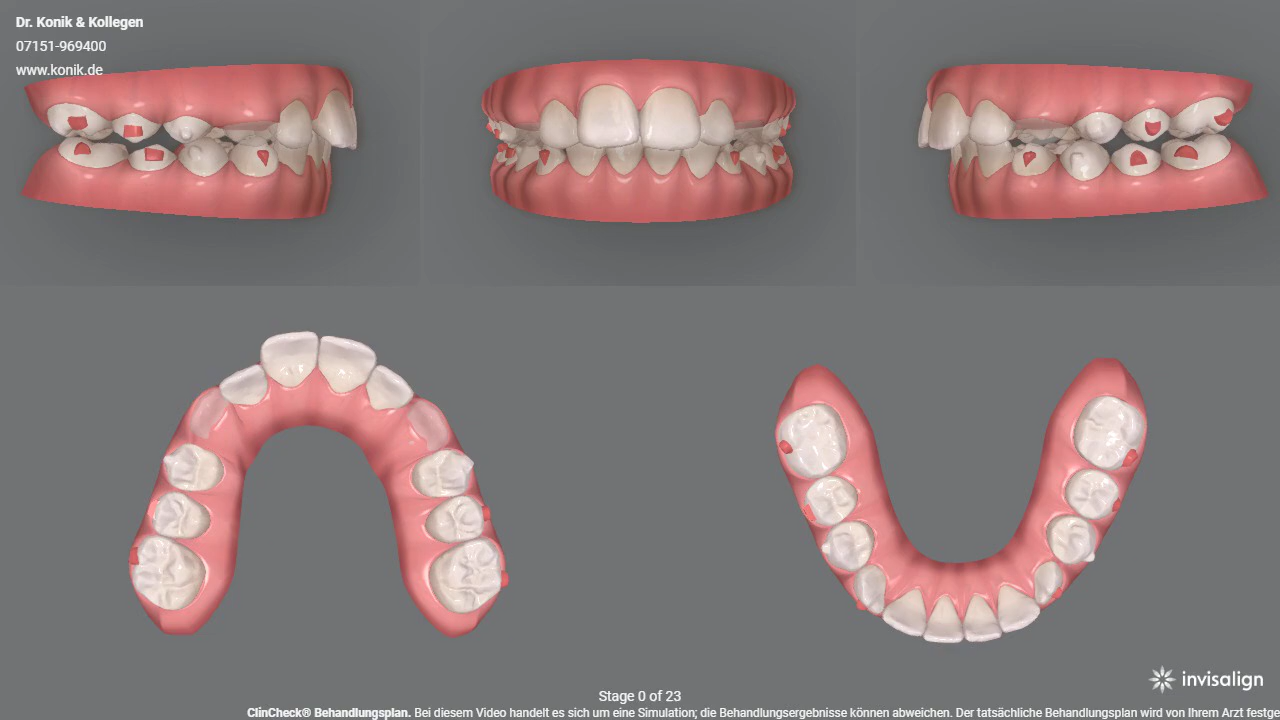 Dr. Konik & Kollegen
07151-969400
www.konik.de
invisalign
Stage 0 of 23
ClinCheck® Behandlungsplan. Bei diesem Video handelt es sich um eine Simulation; die Behandlungsergebnisse können abweichen. Der tatsächliche Behandlungsplan wird von Ihrem Arzt festge